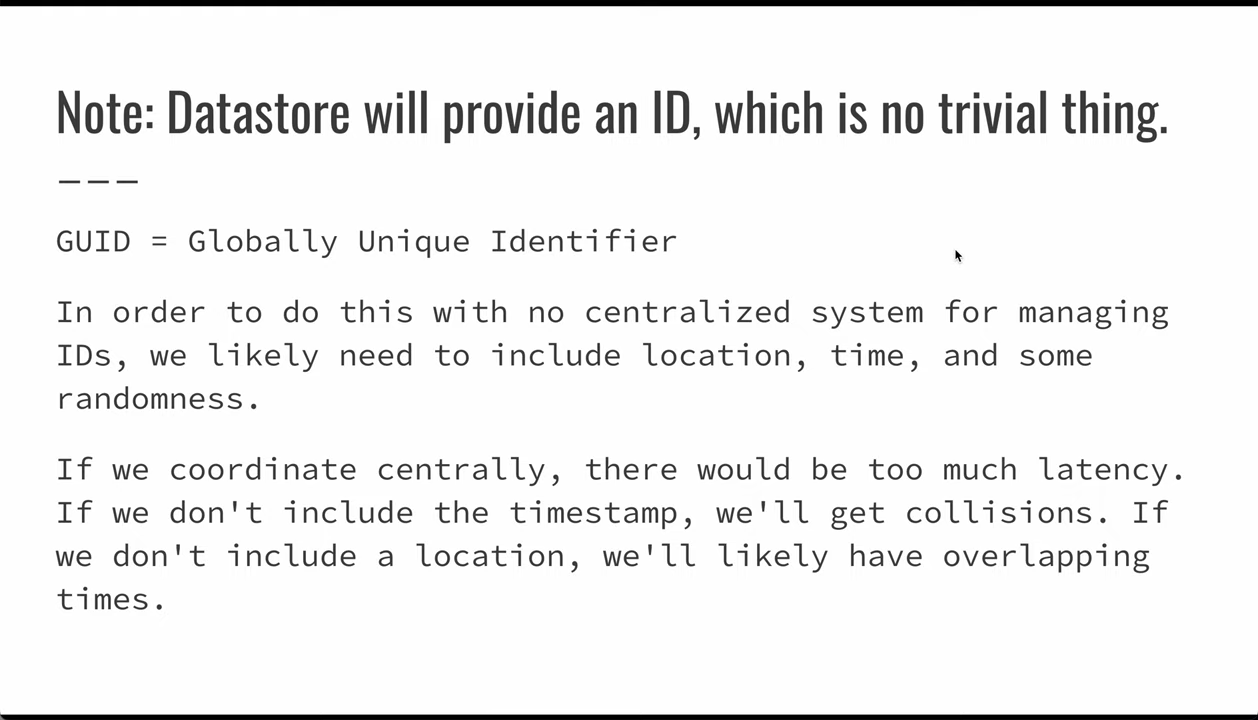 Note: Datastore will provide an ID, which is no trivial thing.
———
GUID = Globally Unique Identifier
In order to do this with no centralized system for managing
IDs, we likely need to include location, time, and some
randomness.
If we coordinate centrally, there would be too much latency.
If we don't include the timestamp, we'll get collisions. If
we don't include a location, we'll likely have overlapping
times.